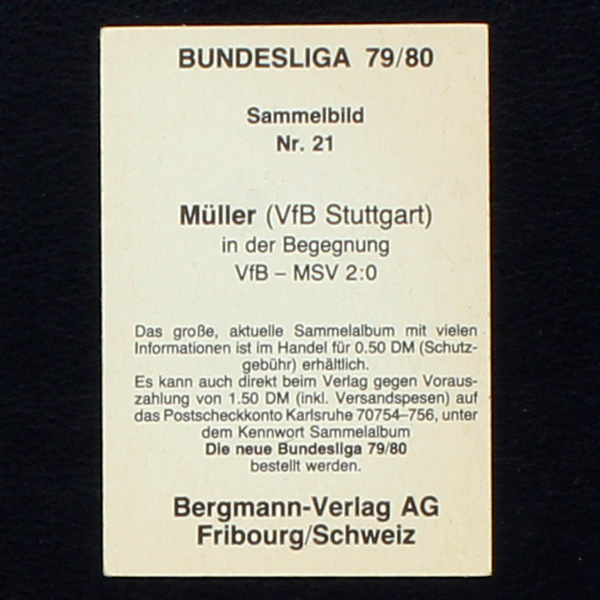 BUNDESLIGA 79/80
Sammelbild
Nr. 21
Müller (VfB Stuttgart)
in der Begegnung
VfB – MSV 2:0
Das große, aktuelle Sammelalbum mit vielen
Informationen ist im Handel für 0.50 DM (Schutz-
gebühr) erhältlich.
Es kann auch direkt beim Verlag gegen Voraus-
zahlung von 1.50 DM (inkl. Versandspesen) auf
das Postscheckkonto Karlsruhe 70754–756, unter
dem Kennwort Sammelalbum
Die neue Bundesliga 79/80
bestellt werden.
Bergmann-Verlag AG
Fribourg/Schweiz